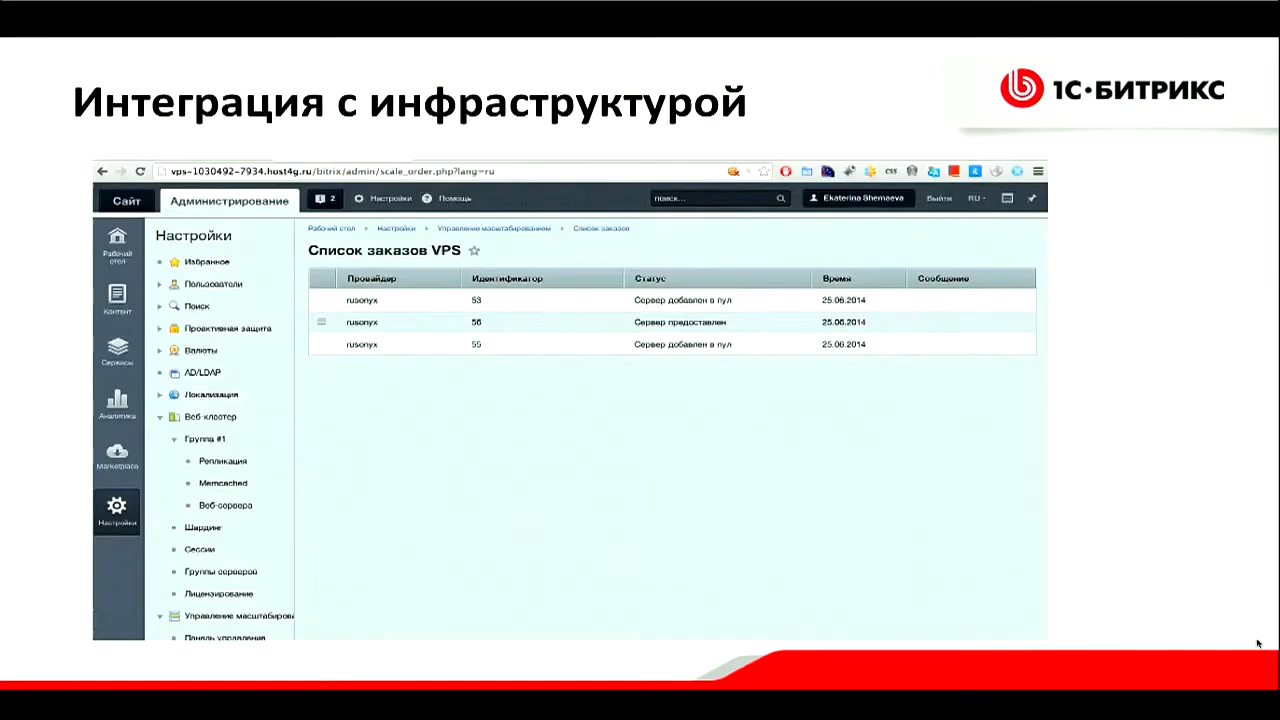 Интеграция с инфраструктурой
1С·БИТРИКС
vps-1030492-7934.host4g.ru/bitrix/admin/scale_order.php?lang=ru
css
Сайт
Администрирование
2
Настройки
Помощь
поиск...
Ekaterina Shemaeva
Выйти
RU
Рабочий стол
Контент
Сервисы
Аналитика
Marketplace
Настройки
Настройки
Избранное
Пользователи
Поиск
Проактивная защита
Валюты
AD/LDAP
Локализация
Веб-кластер
Группа #1
Репликация
Memcached
Веб-сервера
Шардинг
Сессии
Группы серверов
Лицензирование
Управление масштабирова
Панель управления
Рабочий стол Настройки Управление масштабированием Список заказов
Список заказов VPS
Провайдер Идентификатор Статус Время Сообщение
rusonyx 53 Сервер добавлен в пул 25.06.2014
rusonyx 56 Сервер предоставлен 25.06.2014
rusonyx 55 Сервер добавлен в пул 25.06.2014